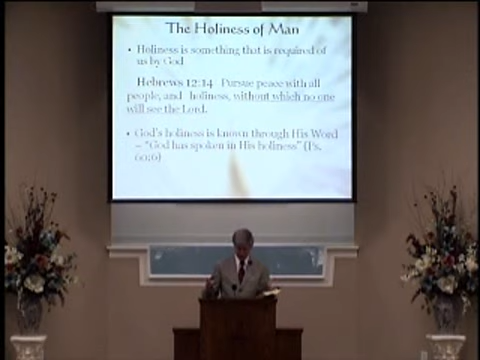 The Holiness of Man
• Holiness is something that is required of
us by God
Hebrews 12:14 Pursue peace with all
people, and holiness, without which no one
will see the Lord.
• God's holiness is known through His Word
– "God has spoken in His holiness" (Ps.
60:6)